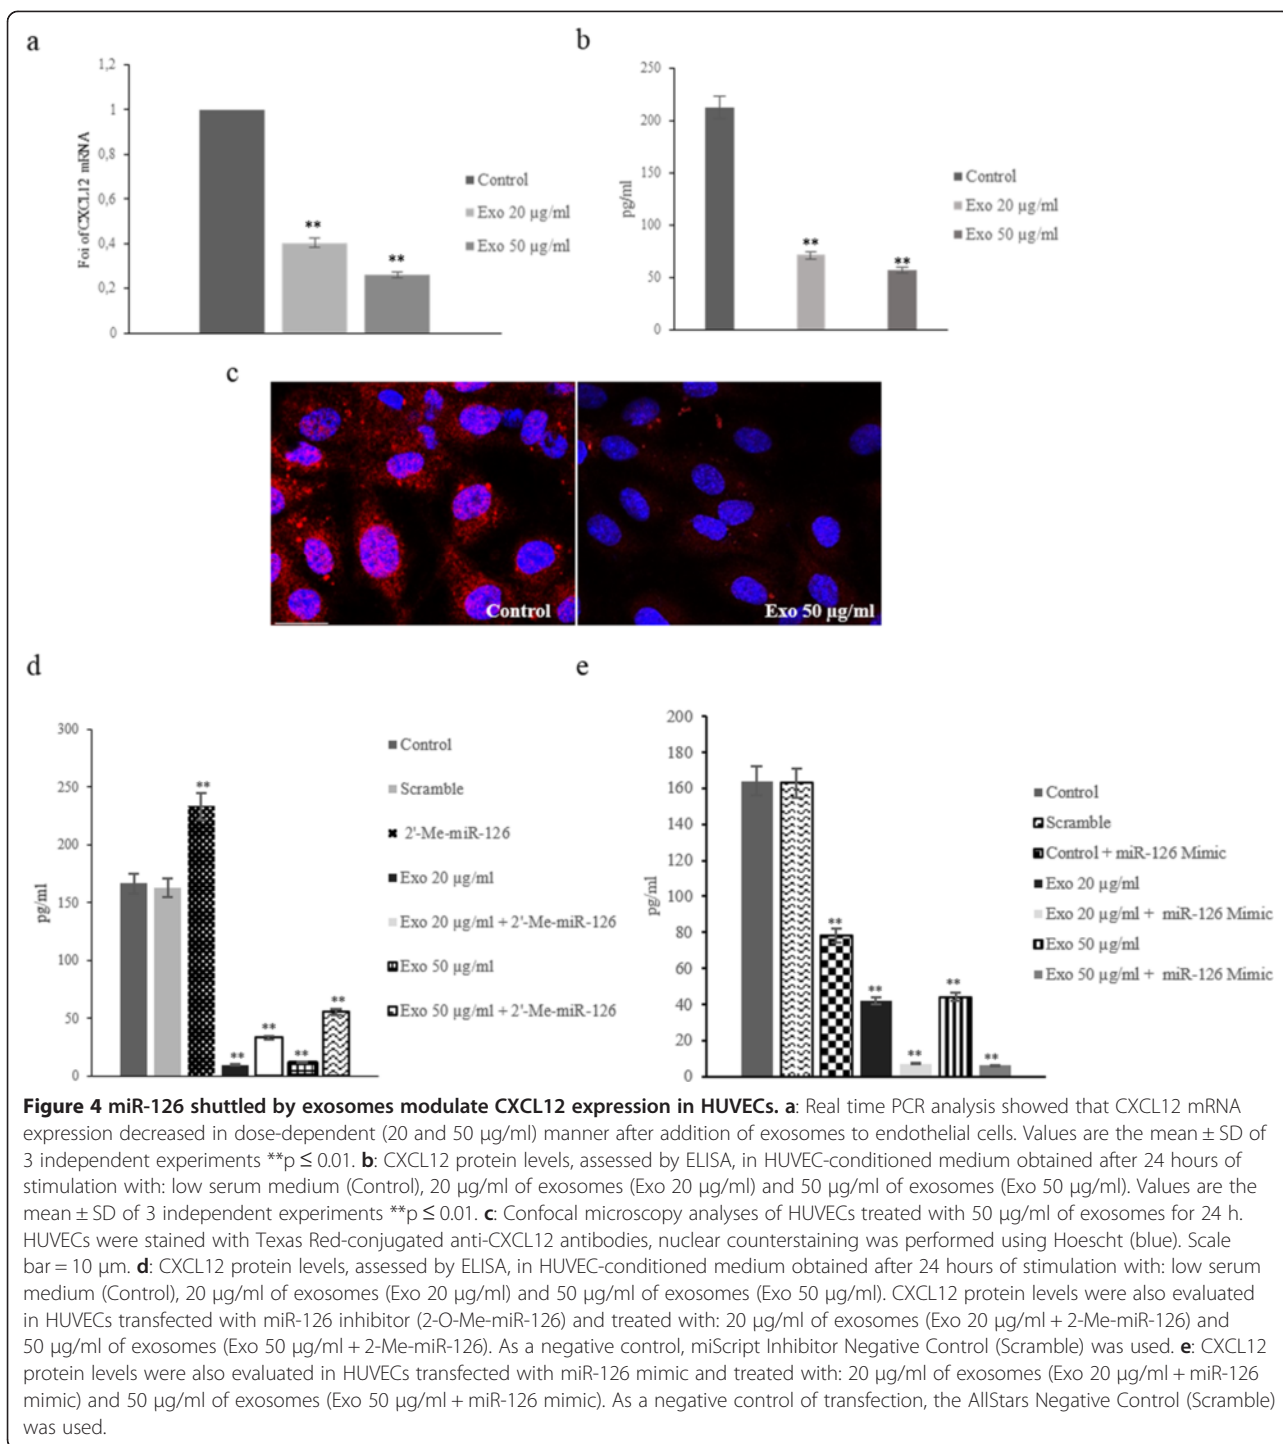 a
1,2
1
0,8
0,6
0,4
0,2
0
Foi of CXCL12 mRNA
**
**
Control
Exo 20 µg/ml
Exo 50 µg/ml
b
250
200
150
100
50
0
pg/ml
**
**
Control
Exo 20 µg/ml
Exo 50 µg/ml
c
Control
Exo 50 µg/ml
d
300
250
200
150
100
50
0
pg/ml
**
**
**
**
**
Control
Scramble
2'-Me-miR-126
Exo 20 µg/ml
Exo 20 µg/ml + 2'-Me-miR-126
Exo 50 µg/ml
Exo 50 µg/ml + 2'-Me-miR-126
e
200
180
160
140
120
100
80
60
40
20
0
pg/ml
**
**
**
**
**
Control
Scramble
Control + miR-126 Mimic
Exo 20 µg/ml
Exo 20 µg/ml + miR-126 Mimic
Exo 50 µg/ml
Exo 50 µg/ml + miR-126 Mimic
Figure 4 miR-126 shuttled by exosomes modulate CXCL12 expression in HUVECs. a: Real time PCR analysis showed that CXCL12 mRNA
expression decreased in dose-dependent (20 and 50 µg/ml) manner after addition of exosomes to endothelial cells. Values are the mean ± SD of
3 independent experiments **p ≤ 0.01. b: CXCL12 protein levels, assessed by ELISA, in HUVEC-conditioned medium obtained after 24 hours of
stimulation with: low serum medium (Control), 20 µg/ml of exosomes (Exo 20 µg/ml) and 50 µg/ml of exosomes (Exo 50 µg/ml). Values are the
mean ± SD of 3 independent experiments **p ≤ 0.01. c: Confocal microscopy analyses of HUVECs treated with 50 µg/ml of exosomes for 24 h.
HUVECs were stained with Texas Red-conjugated anti-CXCL12 antibodies, nuclear counterstaining was performed using Hoescht (blue). Scale
bar = 10 µm. d: CXCL12 protein levels, assessed by ELISA, in HUVEC-conditioned medium obtained after 24 hours of stimulation with: low serum
medium (Control), 20 µg/ml of exosomes (Exo 20 µg/ml) and 50 µg/ml of exosomes (Exo 50 µg/ml). CXCL12 protein levels were also evaluated
in HUVECs transfected with miR-126 inhibitor (2-O-Me-miR-126) and treated with: 20 µg/ml of exosomes (Exo 20 µg/ml + 2-Me-miR-126) and
50 µg/ml of exosomes (Exo 50 µg/ml + 2-Me-miR-126). As a negative control, miScript Inhibitor Negative Control (Scramble) was used. e: CXCL12
protein levels were also evaluated in HUVECs transfected with miR-126 mimic and treated with: 20 µg/ml of exosomes (Exo 20 µg/ml + miR-126
mimic) and 50 µg/ml of exosomes (Exo 50 µg/ml + miR-126 mimic). As a negative control of transfection, the AllStars Negative Control (Scramble)
was used.